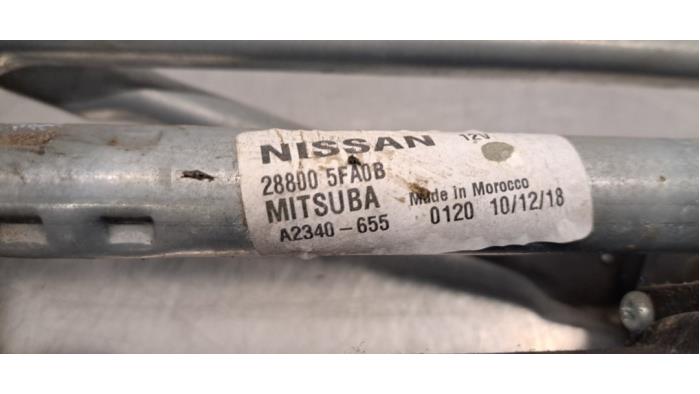 NISSAN 12V
28800 5FA0B
MITSUBA Made in Morocco
A2340-655 0120 10/12/18